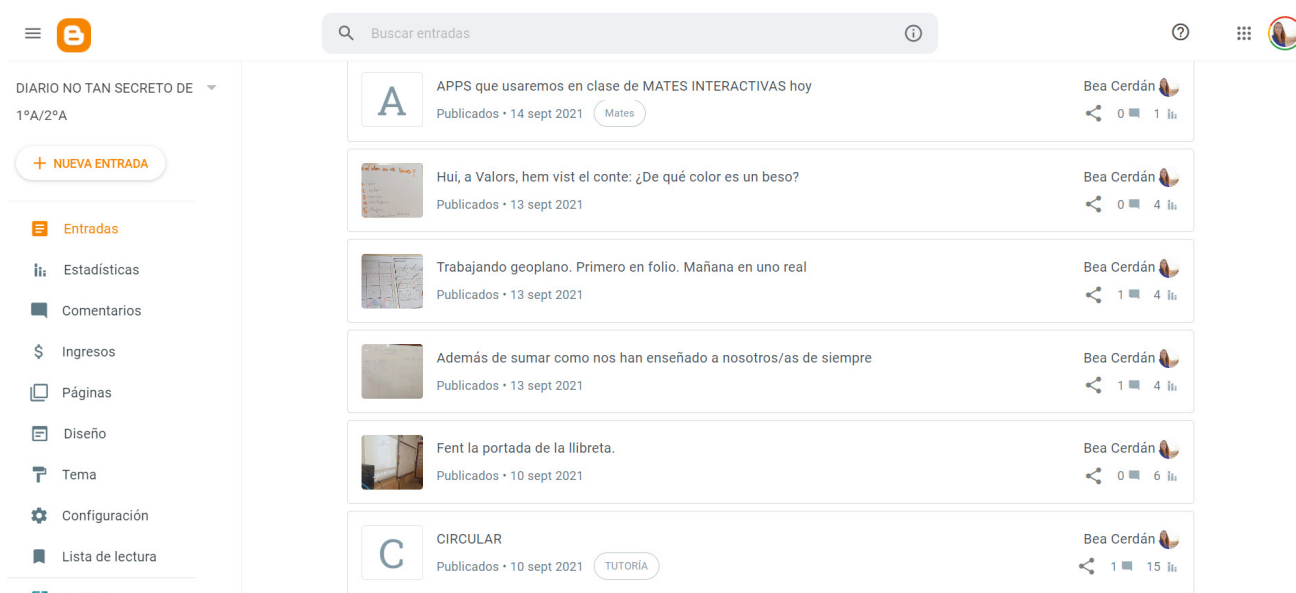 Buscar entradas
DIARIO NO TAN SECRETO DE
1ºA/2ºA
NUEVA ENTRADA
Entradas
Estadísticas
Comentarios
Ingresos
Páginas
Diseño
Tema
Configuración
Lista de lectura
A
APPS que usaremos en clase de MATES INTERACTIVAS hoy
Bea Cerdán
Publicados • 14 sept 2021 Mates
0 1
Hui, a Valors, hem vist el conte: ¿De qué color es un beso?
Bea Cerdán
Publicados • 13 sept 2021
0 4
Trabajando geoplano. Primero en folio. Mañana en uno real
Bea Cerdán
Publicados • 13 sept 2021
1 4
Además de sumar como nos han enseñado a nosotros/as de siempre
Bea Cerdán
Publicados • 13 sept 2021
1 4
Fent la portada de la llibreta.
Bea Cerdán
Publicados • 10 sept 2021
0 6
C
CIRCULAR
Bea Cerdán
Publicados • 10 sept 2021 TUTORÍA
1 15